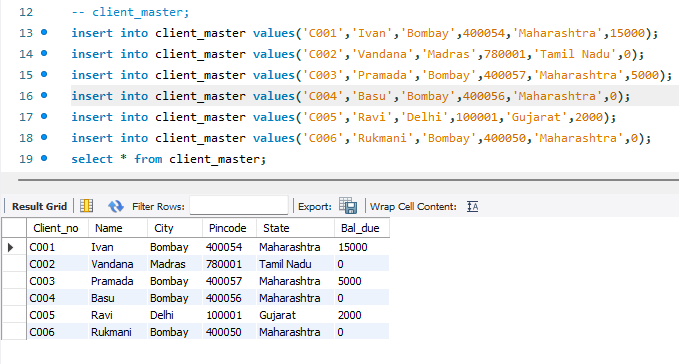 12 -- client_master;
13 insert into client_master values('C001','Ivan','Bombay',400054,'Maharashtra',15000);
14 insert into client_master values('C002','Vandana','Madras',780001,'Tamil Nadu',0);
15 insert into client_master values('C003','Pramada','Bombay',400057,'Maharashtra',5000);
16 insert into client_master values('C004','Basu','Bombay',400056,'Maharashtra',0);
17 insert into client_master values('C005','Ravi','Delhi',100001,'Gujarat',2000);
18 insert into client_master values('C006','Rukmani','Bombay',400050,'Maharashtra',0);
19 select * from client_master;
Result Grid Filter Rows: Export: Wrap Cell Content: IA
Client_no Name City Pincode State Bal_due
C001 Ivan Bombay 400054 Maharashtra 15000
C002 Vandana Madras 780001 Tamil Nadu 0
C003 Pramada Bombay 400057 Maharashtra 5000
C004 Basu Bombay 400056 Maharashtra 0
C005 Ravi Delhi 100001 Gujarat 2000
C006 Rukmani Bombay 400050 Maharashtra 0